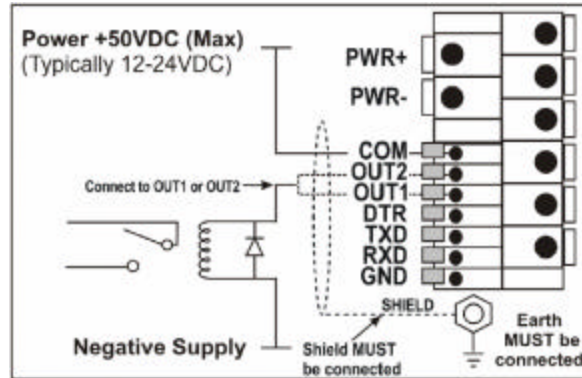 Power +50VDC (Max)
(Typically 12-24VDC)
PWR+
PWR-
COM
OUT2
Connect to OUT1 or OUT2
OUT1
DTR
TXD
RXD
GND
SHIELD
Negative Supply
Shield MUST
be connected
Earth
MUST be
connected